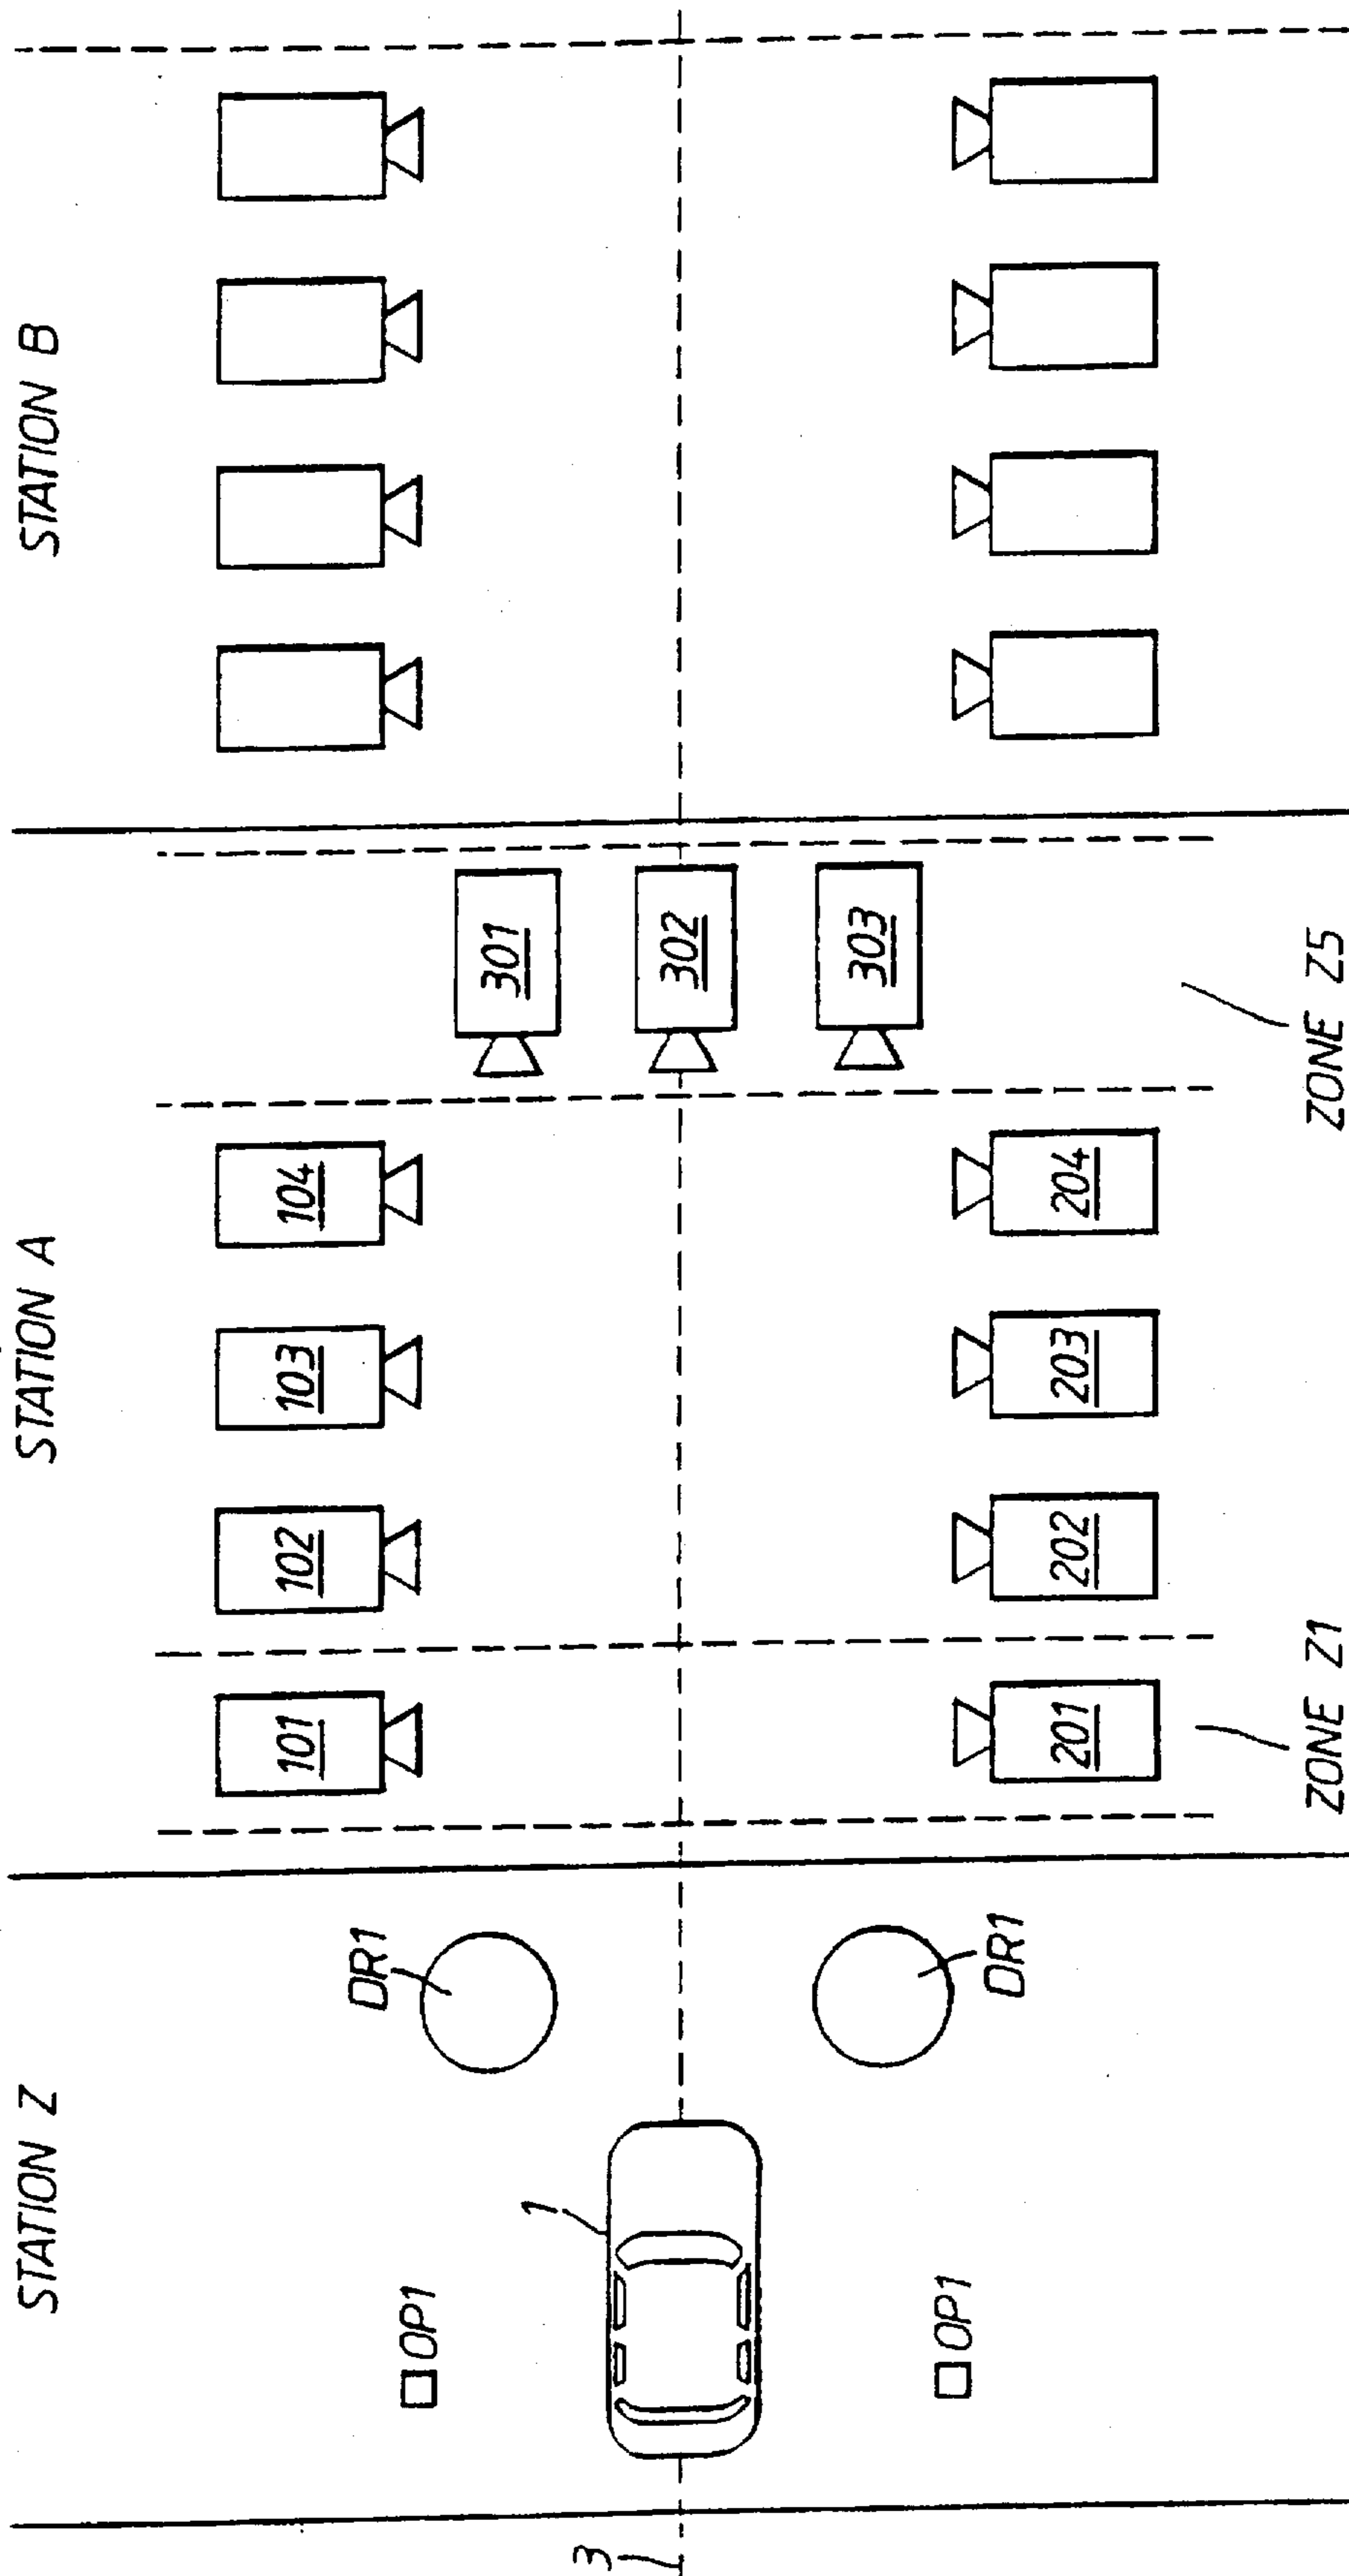 STATION Z
STATION A
STATION B
OP1
1
DR1
101
102
103
104
301
302
303
3
OP1
DR1
201
202
203
204
ZONE Z1
ZONE Z5